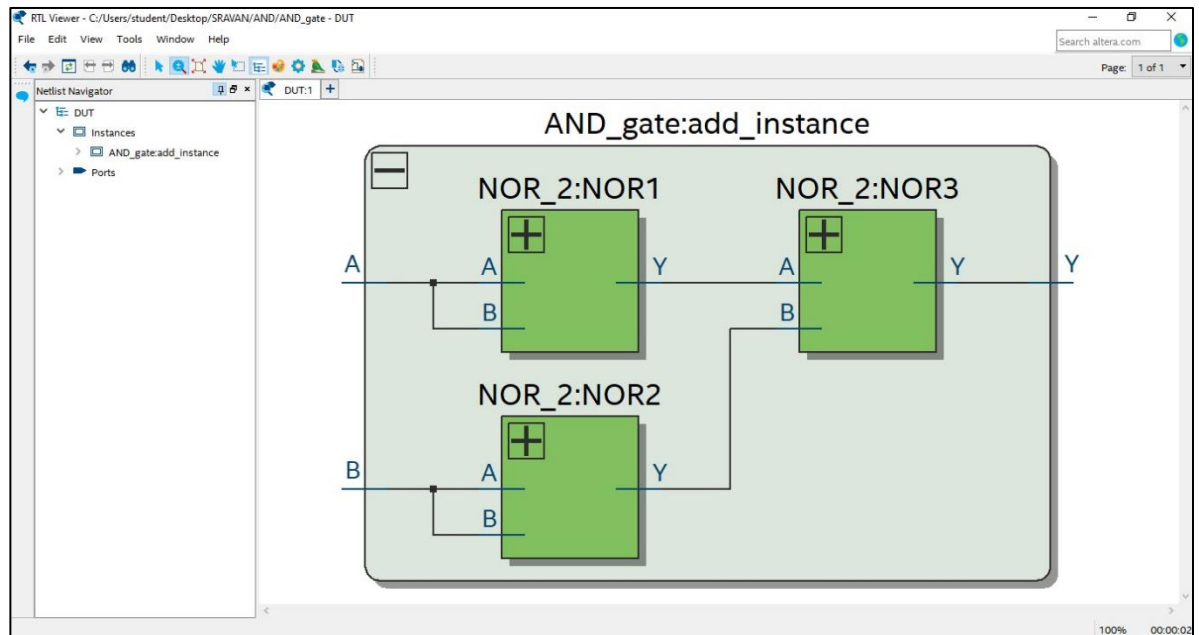 RTL Viewer - C:/Users/student/Desktop/SRAVAN/AND/AND_gate - DUT
File Edit View Tools Window Help
Search altera.com
Page: 1 of 1
Netlist Navigator
DUT:1
DUT
Instances
AND_gate:add_instance
Ports
AND_gate:add_instance
NOR_2:NOR1 NOR_2:NOR3
A A Y A Y Y
B B
NOR_2:NOR2
B A Y
B
100% 00:00:02